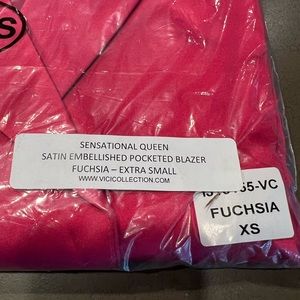 S
SENSATIONAL QUEEN
SATIN EMBELLISHED POCKETED BLAZER
FUCHSIA – EXTRA SMALL
WWW.VICICOLLECTION.COM
FUCHSIA
XS